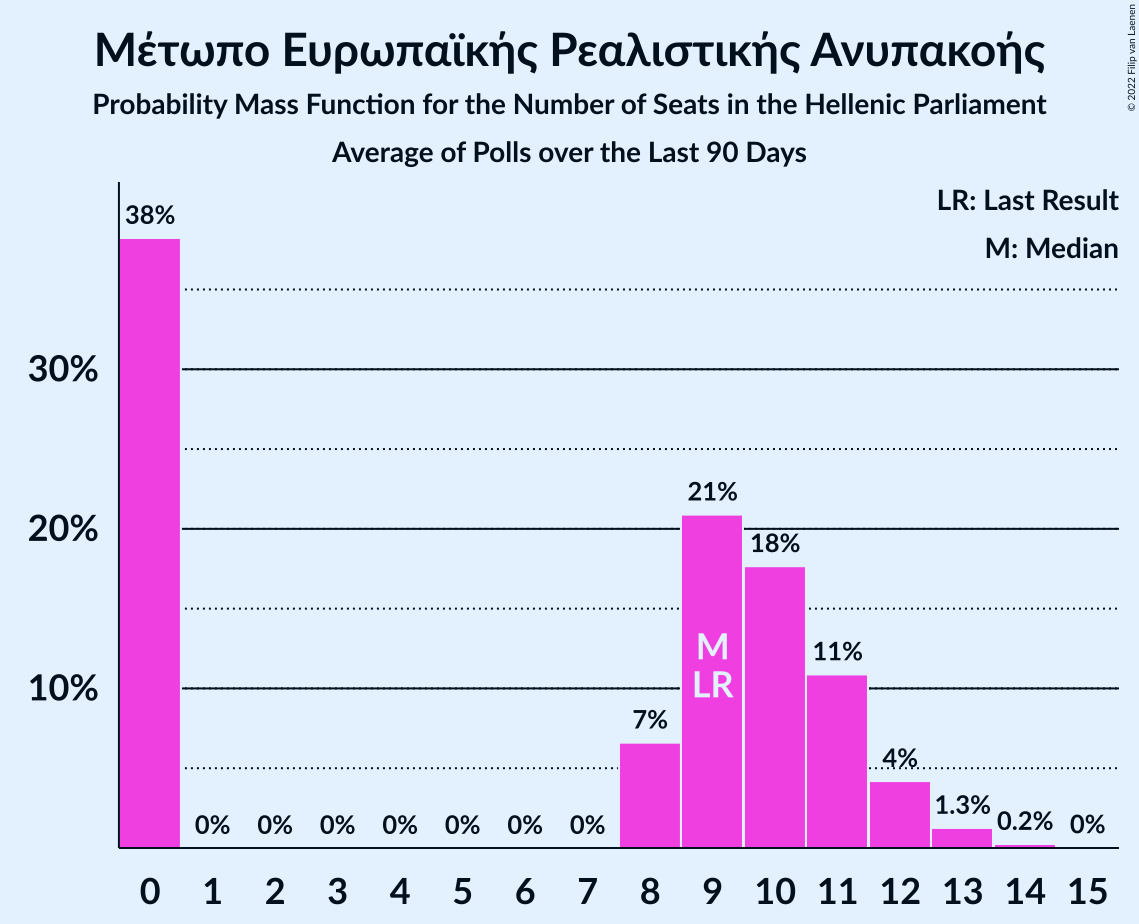 Μέτωπο Ευρωπαϊκής Ρεαλιστικής Ανυπακοής
Probability Mass Function for the Number of Seats in the Hellenic Parliament
Average of Polls over the Last 90 Days
© 2022 Filip van Laenen
LR: Last Result
M: Median
38%
30%
21%
20%
18%
M
11%
LR
10%
7%
4%
1.3%
0% 0% 0% 0% 0% 0% 0% 0.2% 0%
0 1 2 3 4 5 6 7 8 9 10 11 12 13 14 15